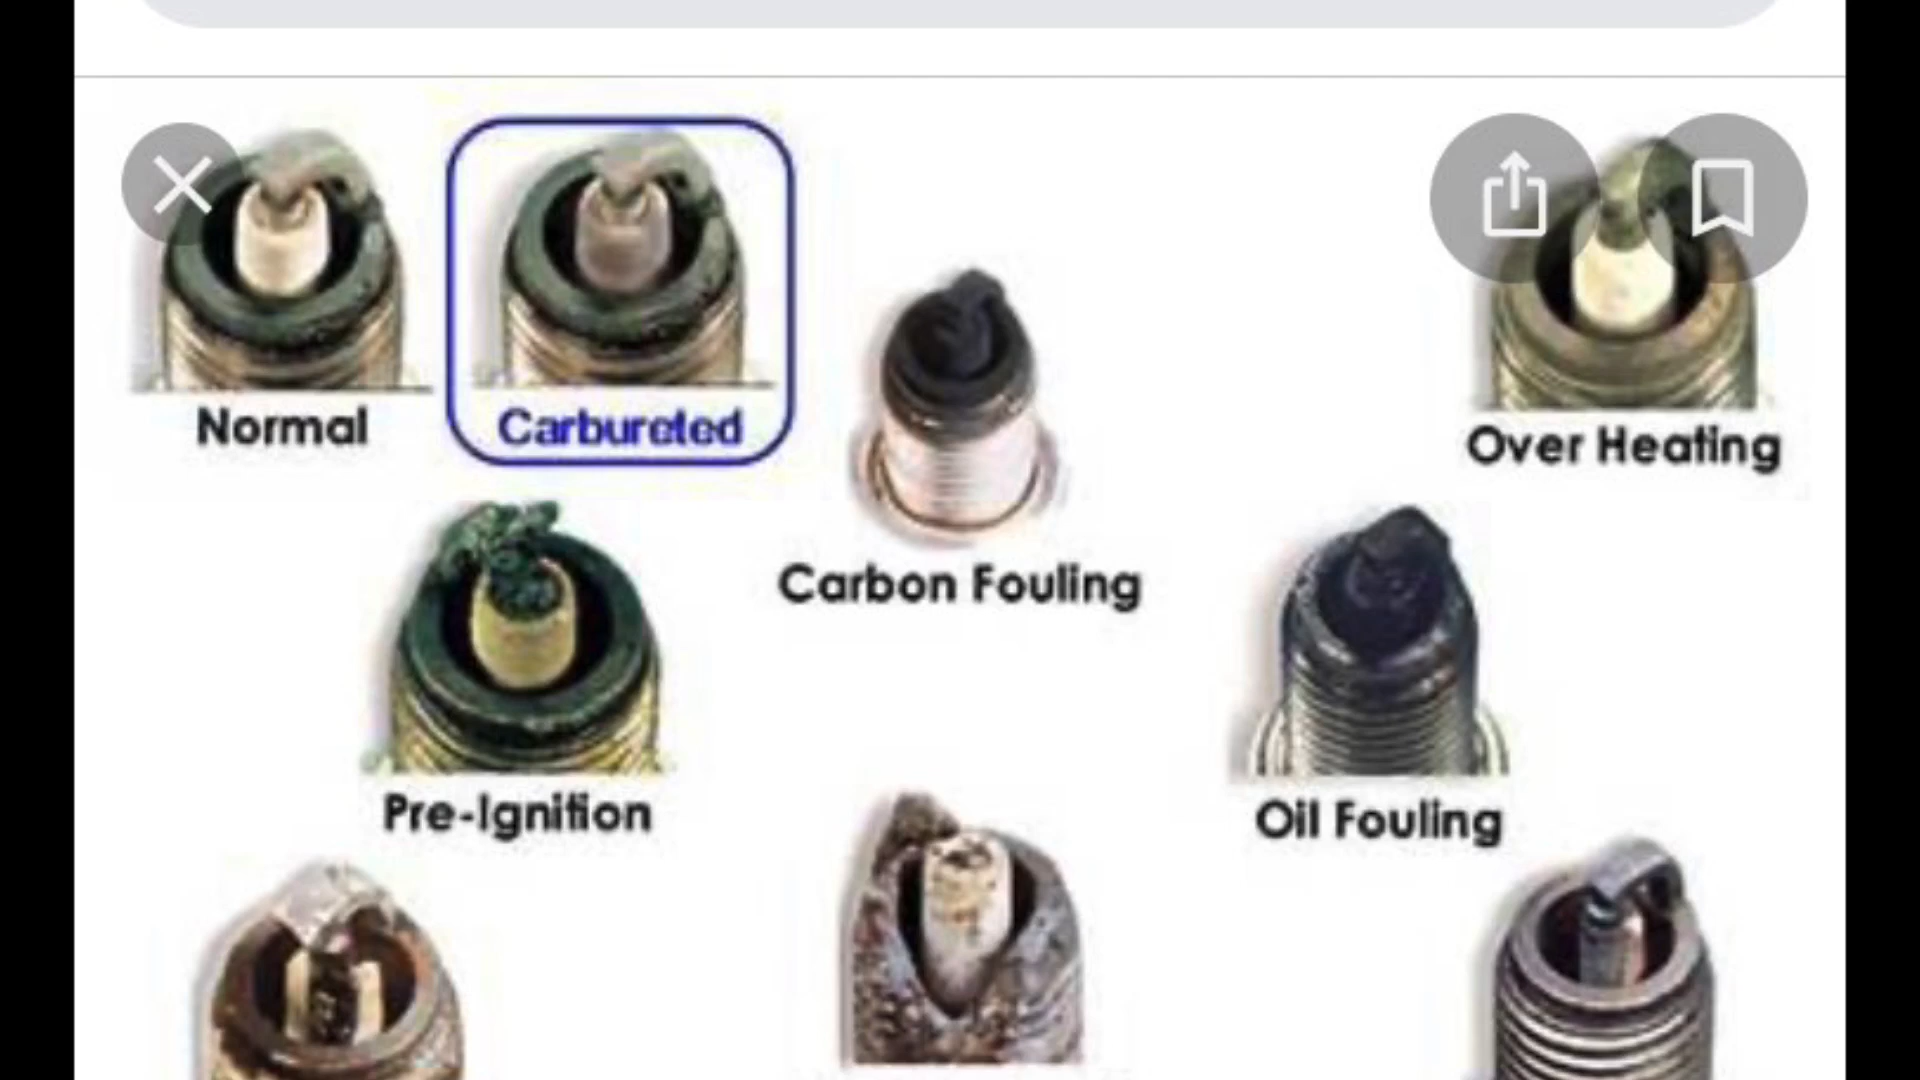 Normal
Carbureted
Over Heating
Carbon Fouling
Pre-Ignition
Oil Fouling